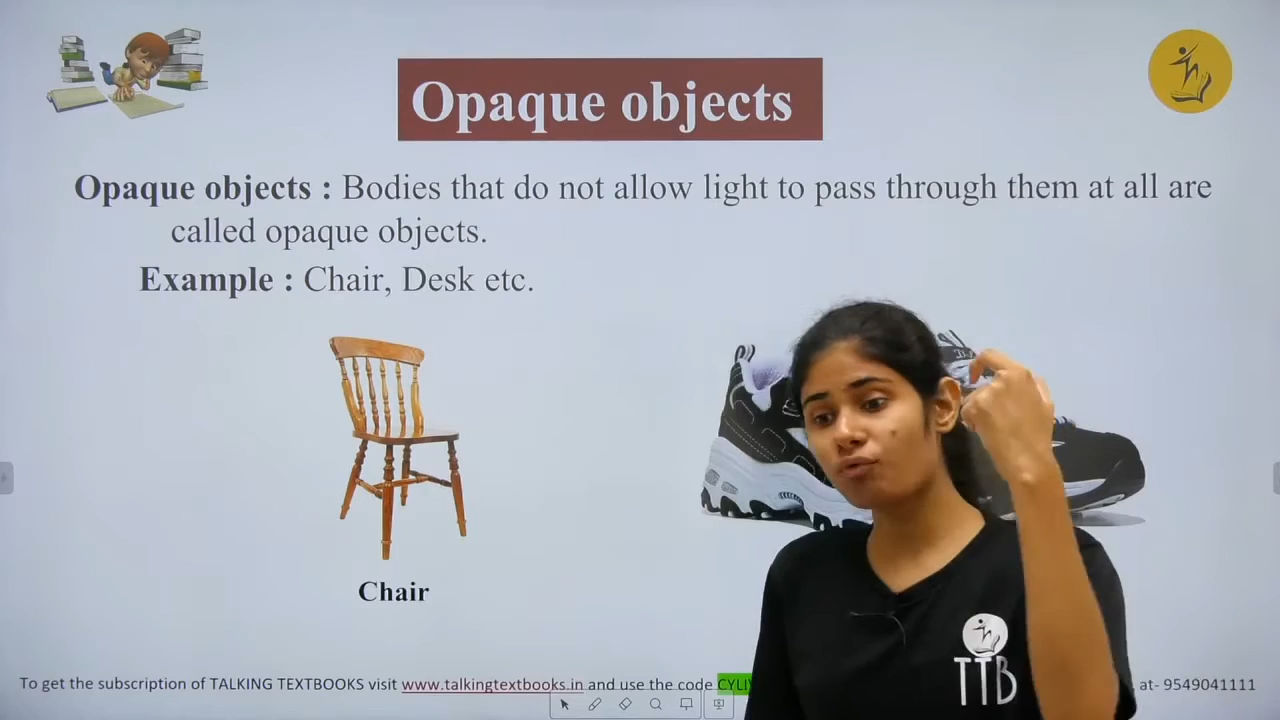 Opaque objects
Opaque objects : Bodies that do not allow light to pass through them at all are
called opaque objects.
Example : Chair, Desk etc.
Chair
TTB
To get the subscription of TALKING TEXTBOOKS visit www.talkingtextbooks.in and use the code at- 9549041111